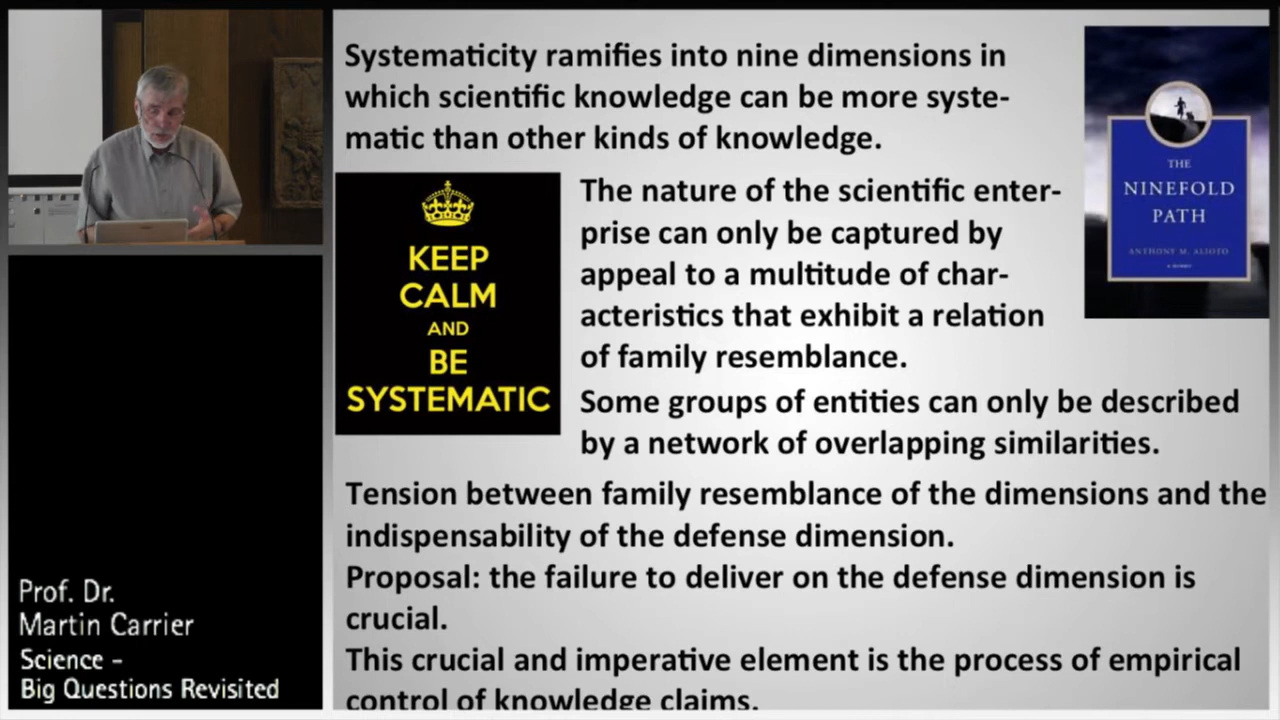 Systematicity ramifies into nine dimensions in
which scientific knowledge can be more syste-
matic than other kinds of knowledge.
THE
NINEFOLD
PATH
ANTHONY M. ALIOTO
KEEP
CALM
AND
BE
SYSTEMATIC
The nature of the scientific enter-
prise can only be captured by
appeal to a multitude of char-
acteristics that exhibit a relation
of family resemblance.
Some groups of entities can only be described
by a network of overlapping similarities.
Tension between family resemblance of the dimensions and the
indispensability of the defense dimension.
Proposal: the failure to deliver on the defense dimension is
crucial.
This crucial and imperative element is the process of empirical
control of knowledge claims.
Prof. Dr.
Martin Carrier
Science -
Big Questions Revisited